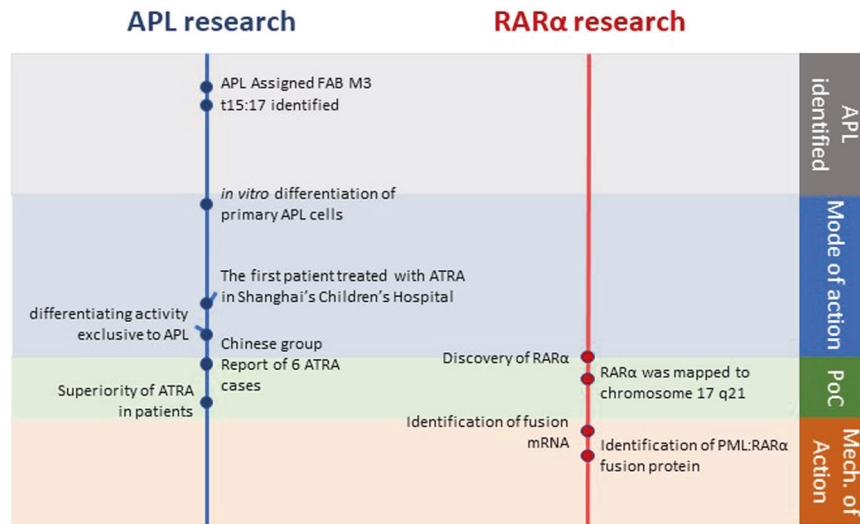 APL research
RARα research
APL Assigned FAB M3
t15:17 identified
APL
identified
in vitro differentiation of
primary APL cells
Mode of action
The first patient treated with ATRA
in Shanghai's Children's Hospital
differentiating activity
exclusive to APL
Chinese group
Report of 6 ATRA
cases
Discovery of RARα
RARα was mapped to
chromosome 17 q21
PoC
Superiority of ATRA
in patients
Identification of fusion
mRNA
Identification of PML:RARα
fusion protein
Mech. of
Action